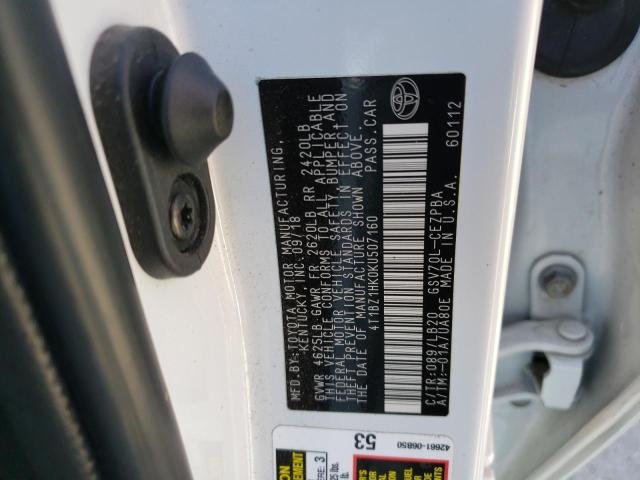 MFD.BY: TOYOTA MOTOR MANUFACTURING,
KENTUCKY, INC. 09/18
GVWR 4625LB GAWR FR 2620LB RR 2420LB
THIS VEHICLE CONFORMS TO ALL APPLICABLE
FEDERAL MOTOR VEHICLE SAFETY, BUMPER, AND
THEFT PREVENTION STANDARDS IN EFFECT ON
THE DATE OF MANUFACTURE SHOWN ABOVE.
4T1BZ1HK0KU507160 PASS.CAR
C/TR:089/LB20 GSV70L-CEZPBA
A/TM:-01A/UA80E MADE IN U.S.A.
60112
53
42661-06850